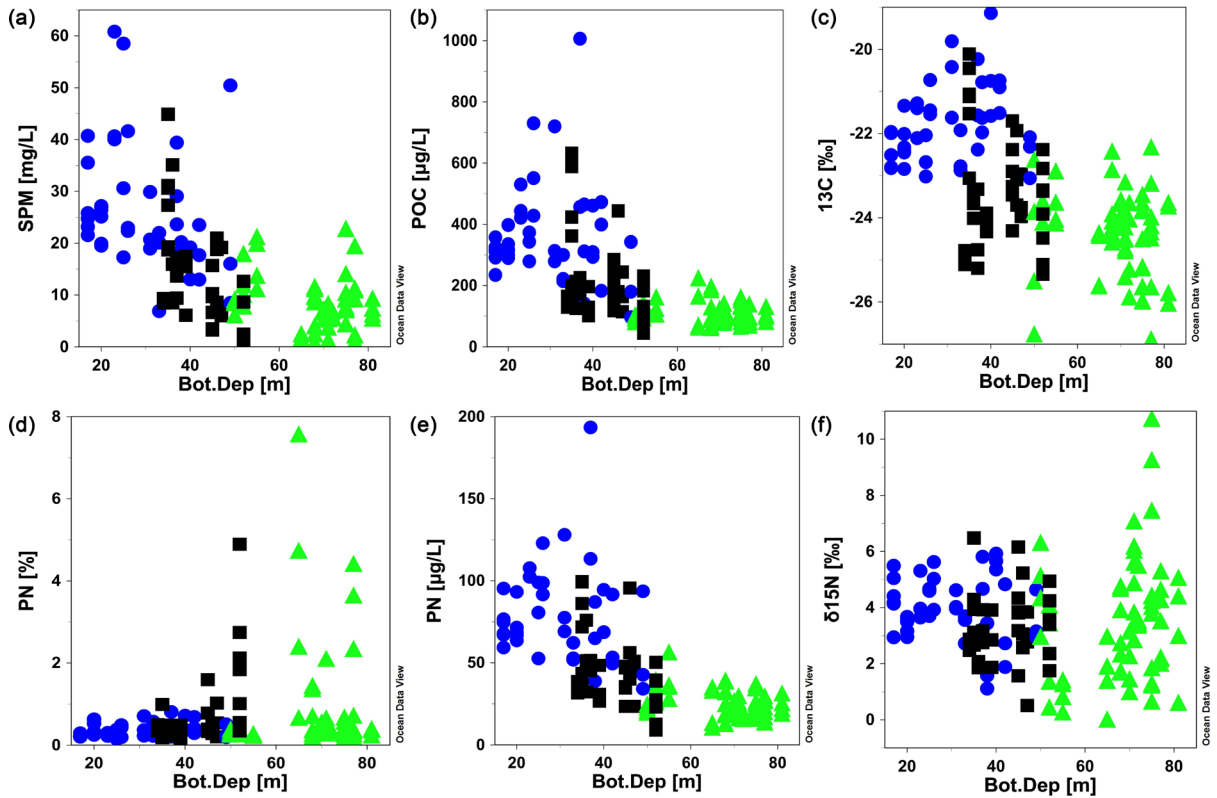 (a)
SPM [mg/L]
60
50
40
30
20
10
0
20
40
60
80
Bot.Dep [m]
Ocean Data View
(b)
POC [µg/L]
1000
800
600
400
200
0
20
40
60
80
Bot.Dep [m]
Ocean Data View
(c)
13C [‰]
-20
-22
-24
-26
20
40
60
80
Bot.Dep [m]
Ocean Data View
(d)
PN [%]
8
6
4
2
0
20
40
60
80
Bot.Dep [m]
Ocean Data View
(e)
PN [µg/L]
200
150
100
50
0
20
40
60
80
Bot.Dep [m]
Ocean Data View
(f)
δ15N [‰]
10
8
6
4
2
0
20
40
60
80
Bot.Dep [m]
Ocean Data View